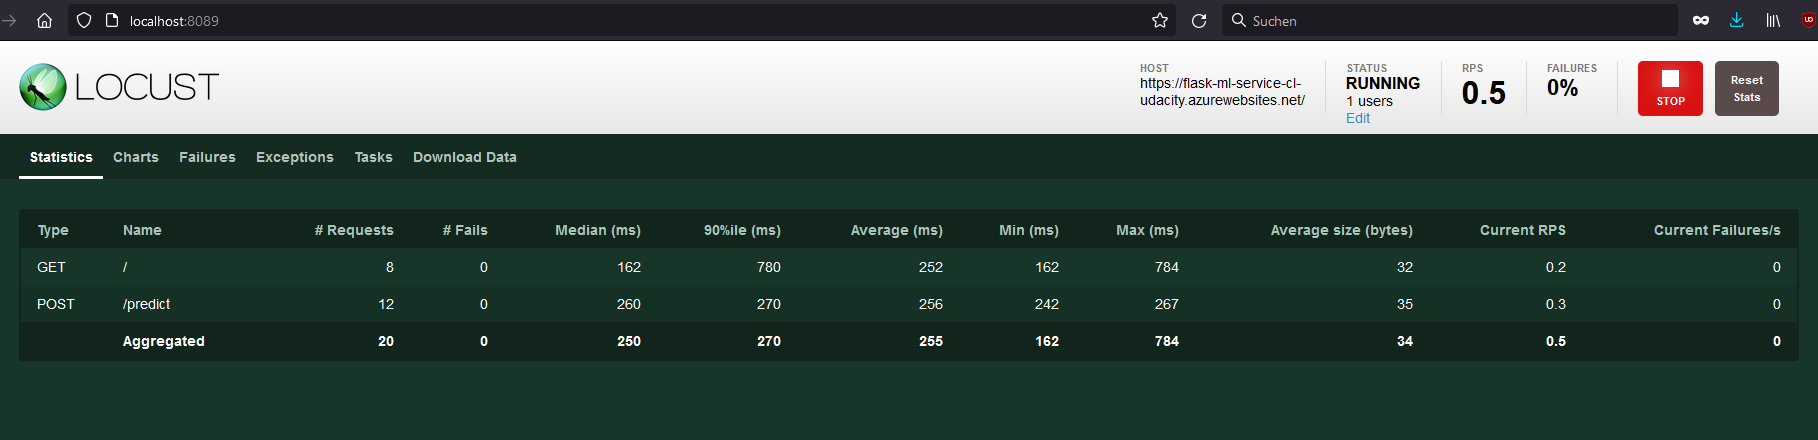 localhost:8089
Suchen
LOCUST
HOST
https://flask-ml-service-cl-
udacity.azurewebsites.net/
STATUS
RUNNING
1 users
Edit
RPS
0.5
FAILURES
0%
STOP
Reset
Stats
Statistics Charts Failures Exceptions Tasks Download Data
Type Name # Requests # Fails Median (ms) 90%ile (ms) Average (ms) Min (ms) Max (ms) Average size (bytes) Current RPS Current Failures/s
GET / 8 0 162 780 252 162 784 32 0.2 0
POST /predict 12 0 260 270 256 242 267 35 0.3 0
Aggregated 20 0 250 270 255 162 784 34 0.5 0